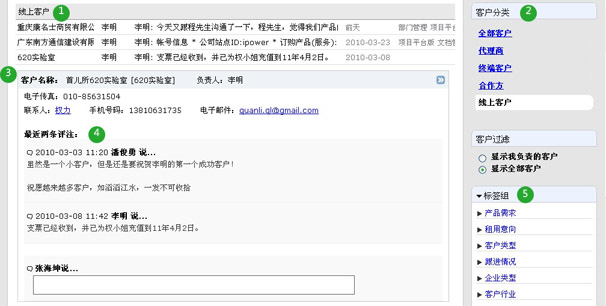 线上客户 1
重庆康名士商贸有限公 李明 李明: 今天又跟程先生沟通了一下，程先生，觉得我们产品 前天 部门管理 项目平
广东南方通信建设有限 李明 李明: 帐号信息 * 公司站点ID:ipower * 订购产品(服务): 2010-03-23 项目平台版 文档管
620实验室 李明 李明: 支票已经收到，并已为权小姐充值到11年4月2日。 2010-03-08
3 客户名称: 首儿所620实验室 [620实验室] 负责人: 李明
电子传真: 010-85631504
联系人: 权力 手机号码: 13810631735 电子邮件: quanli.ql@gmail.com
最近两条评注: 4
2010-03-03 11:20 潘俊勇 说...
虽然是一个小客户，但是还是要祝贺李明的第一个成功客户！
祝愿越来越多客户，如滔滔江水，一发不可收拾
2010-03-08 11:42 李明 说...
支票已经收到，并已为权小姐充值到11年4月2日。
张海坤说...
客户分类 2
全部客户
代理商
终端客户
合作方
线上客户
客户过滤
显示我负责的客户
显示全部客户
标签组 5
产品需求
租用意向
客户类型
跟进情况
企业类型
客户行业